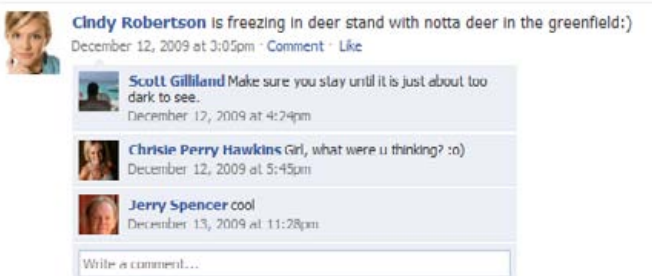 Cindy Robertson is freezing in deer stand with notta deer in the greenfield:)
December 12, 2009 at 3:05pm · Comment · Like
Scott Gilliland Make sure you stay until it is just about too
dark to see.
December 12, 2009 at 4:24pm
Chrisie Perry Hawkins Girl, what were u thinking? :o)
December 12, 2009 at 5:45pm
Jerry Spencer cool
December 13, 2009 at 11:28pm
Write a comment...